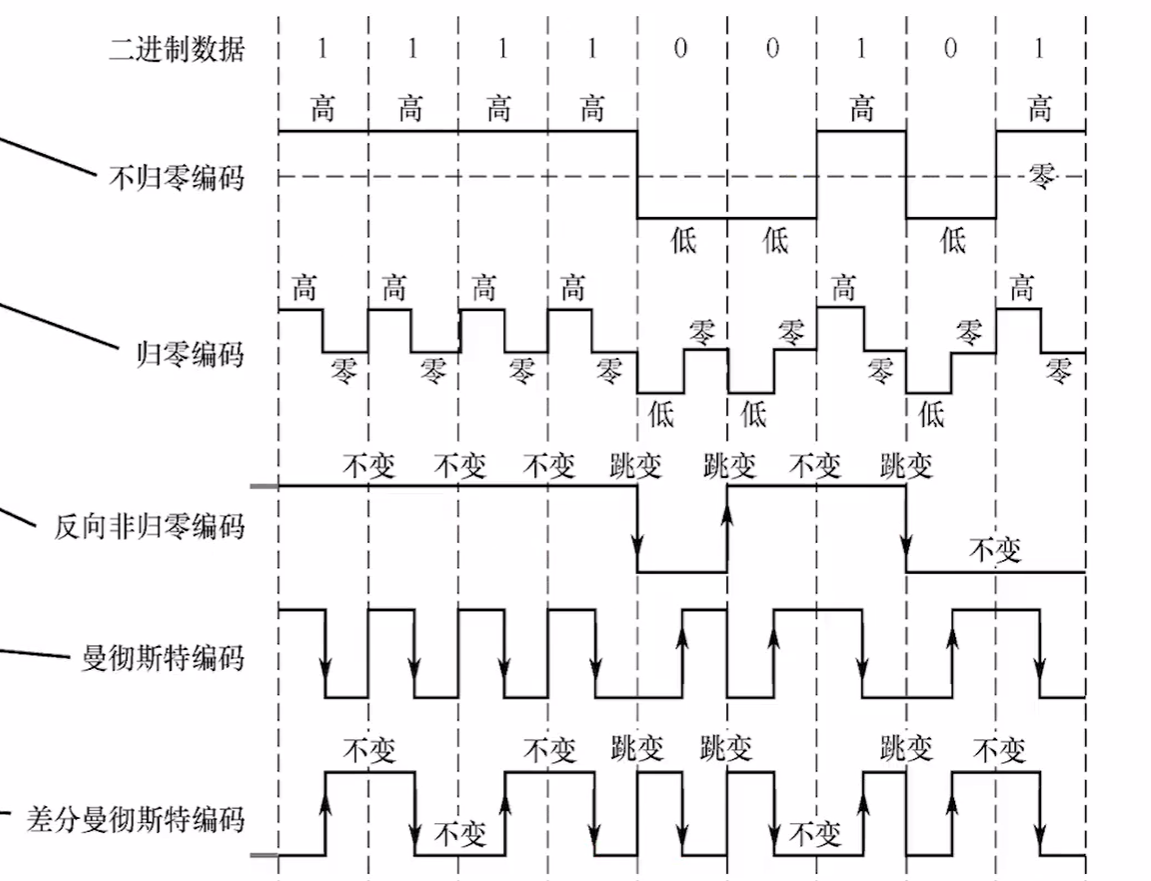 二进制数据 1 1 1 1 0 0 1 0 1
高 高 高 高 高 高
不归零编码 零
低 低 低
高 高 高 高 高 高
零 零 零
归零编码
零 零 零 零 零 零
低 低 低
不变 不变 不变 跳变 跳变 不变 跳变
反向非归零编码
不变
曼彻斯特编码
不变 不变 跳变 跳变 跳变 不变
差分曼彻斯特编码
不变 不变